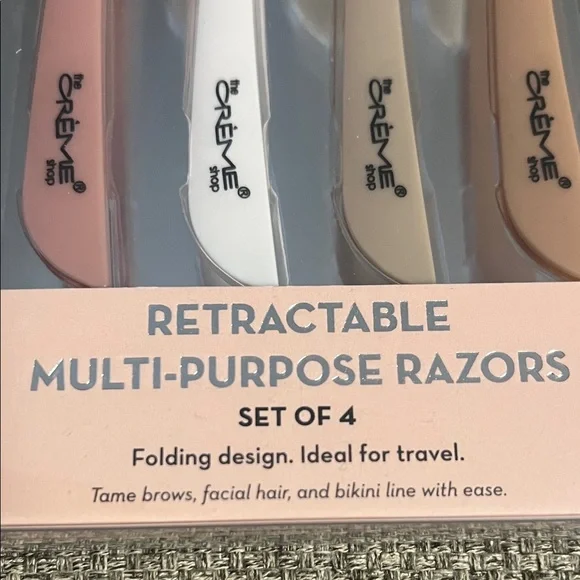 the
CRÈME®
shop
the
CRÈME®
shop
the
CRÈME®
shop
the
CRÈME®
shop
RETRACTABLE
MULTI-PURPOSE RAZORS
SET OF 4
Folding design. Ideal for travel.
Tame brows, facial hair, and bikini line with ease.